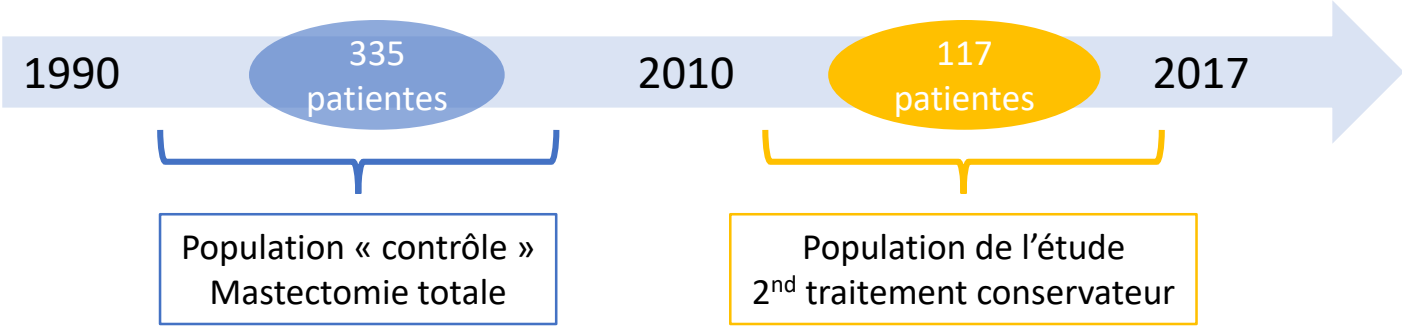 1990
335
patientes
2010
117
patientes
2017
Population « contrôle »
Mastectomie totale
Population de l’étude
2nd traitement conservateur